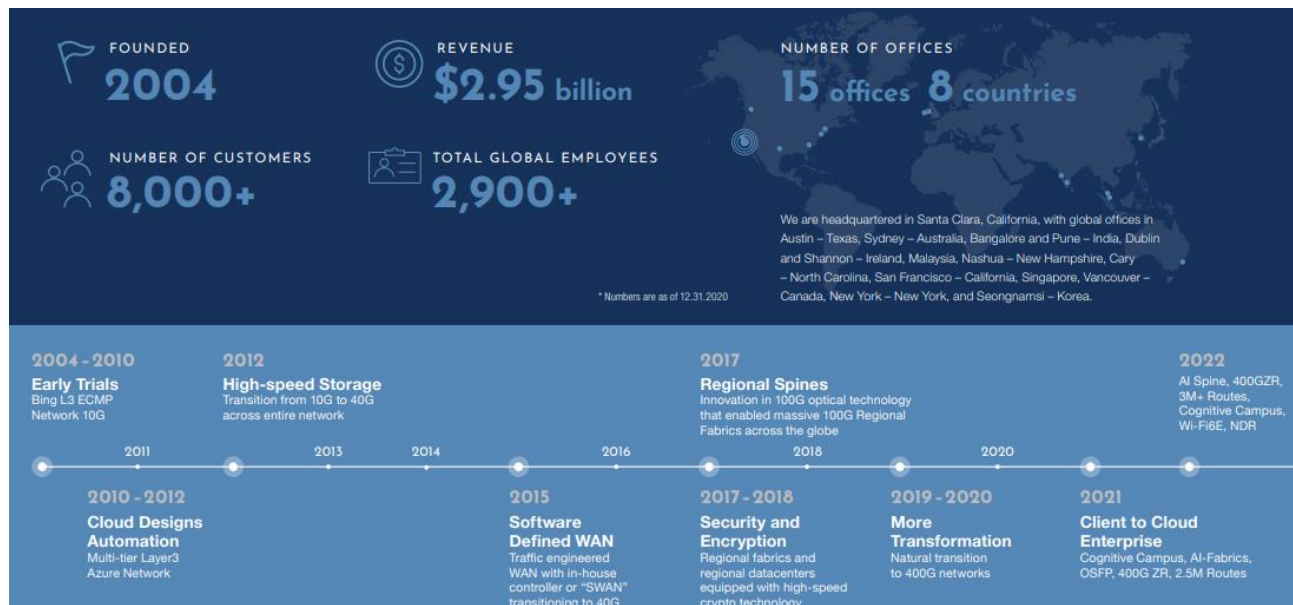 FOUNDED
2004
REVENUE
$2.95 billion
NUMBER OF OFFICES
15 offices 8 countries
NUMBER OF CUSTOMERS
8,000+
TOTAL GLOBAL EMPLOYEES
2,900+
We are headquartered in Santa Clara, California, with global offices in
Austin – Texas, Sydney – Australia, Bangalore and Pune – India, Dublin
and Shannon – Ireland, Malaysia, Nashua – New Hampshire, Cary
– North Carolina, San Francisco – California, Singapore, Vancouver –
Canada, New York – New York, and Seongnamsi – Korea.
* Numbers are as of 12.31.2020
2004 - 2010
Early Trials
Bing L3 ECMP
Network 10G
2012
High-speed Storage
Transition from 10G to 40G
across entire network
2017
Regional Spines
Innovation in 100G optical technology
that enabled massive 100G Regional
Fabrics across the globe
2022
AI Spine, 400GZR,
3M+ Routes,
Cognitive Campus,
Wi-Fi6E, NDR
2011
2013
2014
2016
2018
2020
2010 - 2012
Cloud Designs
Automation
Multi-tier Layer3
Azure Network
2015
Software
Defined WAN
Traffic engineered
WAN with in-house
controller or “SWAN”
transitioning to 40G
2017 - 2018
Security and
Encryption
Regional fabrics and
regional datacenters
equipped with high-speed
crypto technology
2019 - 2020
More
Transformation
Natural transition
to 400G networks
2021
Client to Cloud
Enterprise
Cognitive Campus, AI-Fabrics,
OSFP, 400G ZR, 2.5M Routes